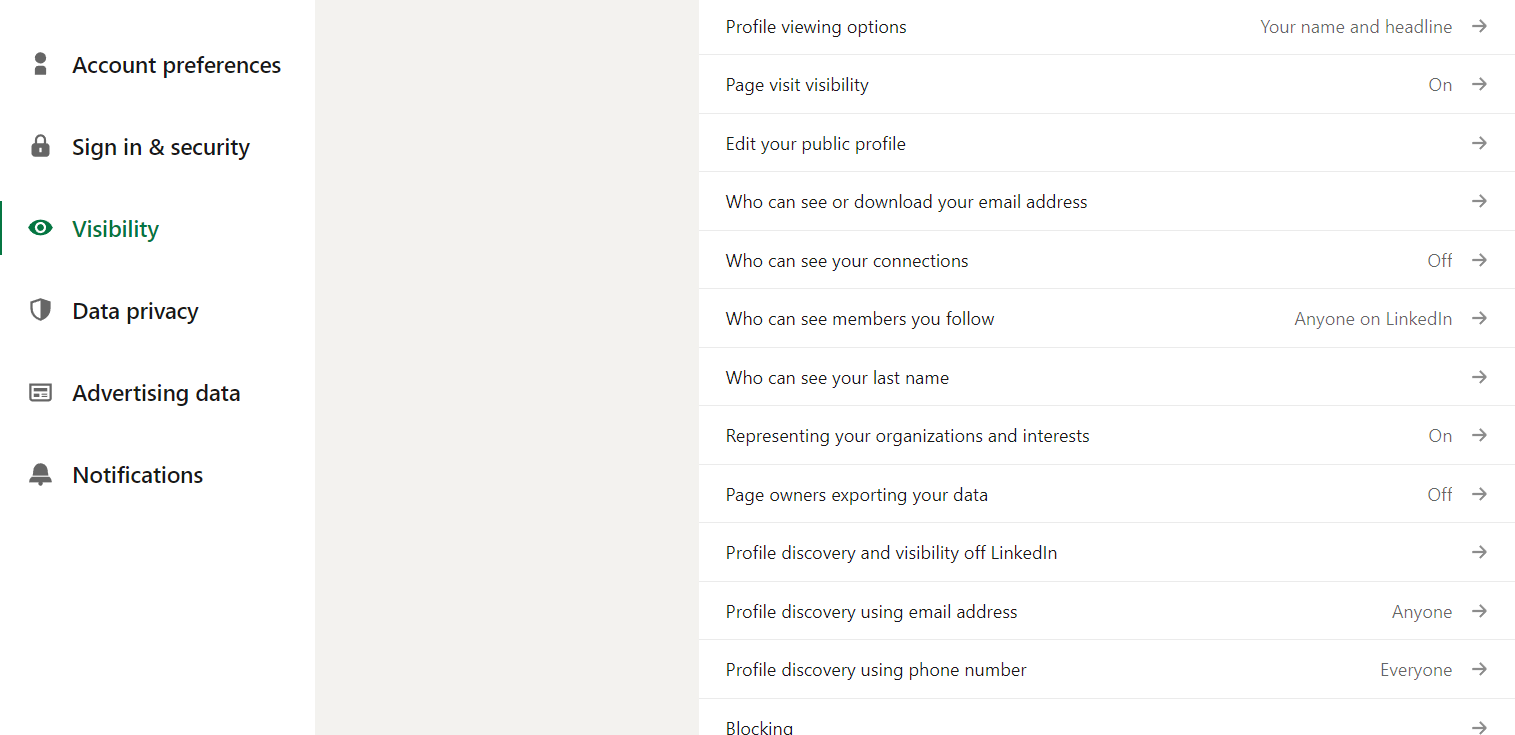 Account preferences
Sign in & security
Visibility
Data privacy
Advertising data
Notifications
Profile viewing options Your name and headline
Page visit visibility On
Edit your public profile
Who can see or download your email address
Who can see your connections Off
Who can see members you follow Anyone on LinkedIn
Who can see your last name
Representing your organizations and interests On
Page owners exporting your data Off
Profile discovery and visibility off LinkedIn
Profile discovery using email address Anyone
Profile discovery using phone number Everyone
Blocking